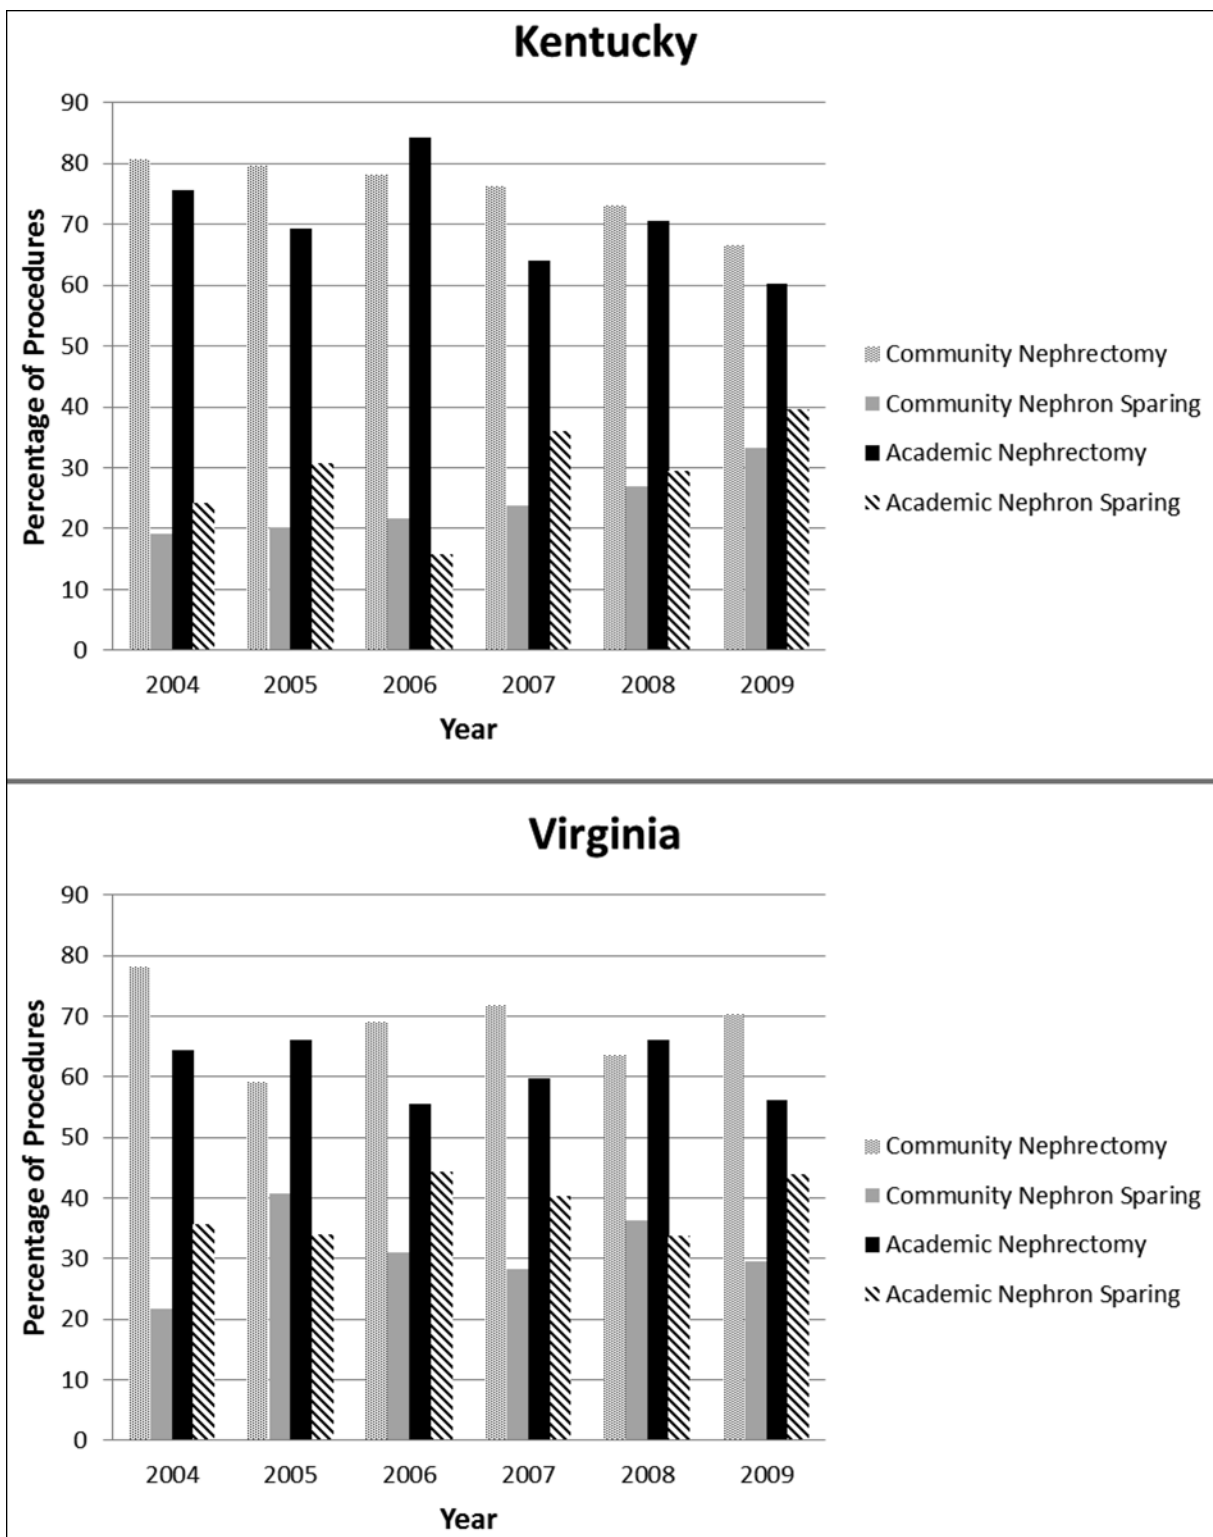 Kentucky
90
80
70
60
50
40
30
20
10
0
Percentage of Procedures
2004 2005 2006 2007 2008 2009
Year
Community Nephrectomy
Community Nephron Sparing
Academic Nephrectomy
Academic Nephron Sparing
Virginia
90
80
70
60
50
40
30
20
10
0
Percentage of Procedures
2004 2005 2006 2007 2008 2009
Year
Community Nephrectomy
Community Nephron Sparing
Academic Nephrectomy
Academic Nephron Sparing